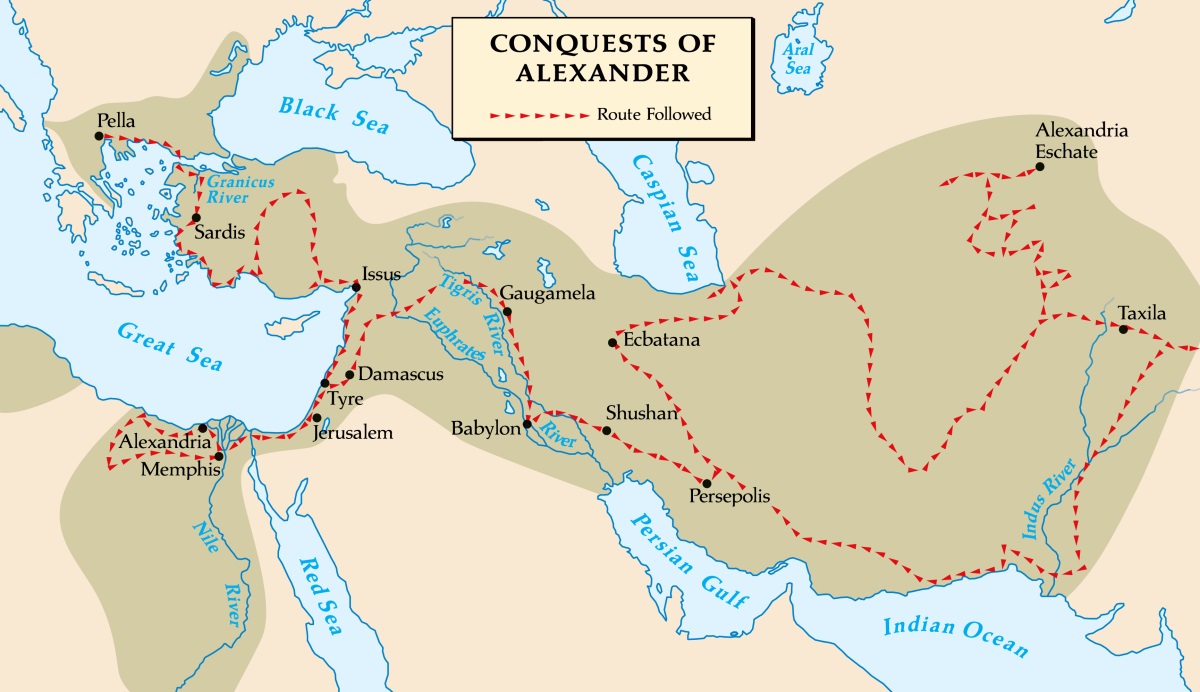 CONQUESTS OF
ALEXANDER
Route Followed
Aral
Sea
Black Sea
Caspian Sea
Pella
Granicus
River
Sardis
Issus
Alexandria
Eschate
Tigris River
Gaugamela
Euphrates
River
Taxila
Great Sea
Ecbatana
Damascus
Tyre
Shushan
Jerusalem
Babylon
Alexandria
Memphis
Persepolis
Indus River
Nile
River
Red Sea
Persian Gulf
Indian Ocean